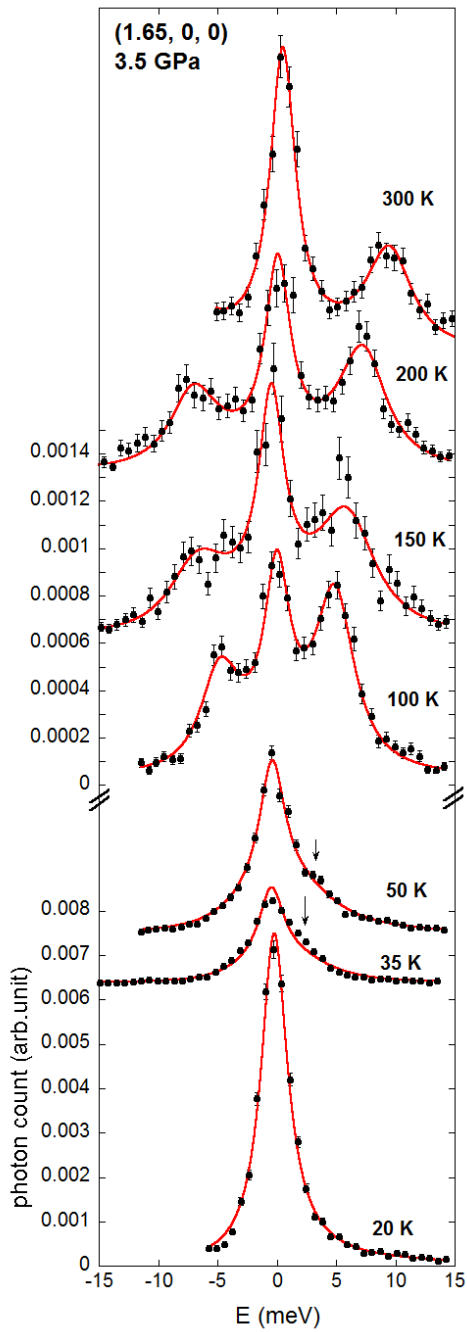 (1.65, 0, 0)
3.5 GPa
300 K
200 K
0.0014
0.0012
0.001
150 K
0.0008
0.0006
0.0004
100 K
0.0002
0
50 K
0.008
35 K
0.007
0.006
0.005
0.004
0.003
0.002
0.001
20 K
0
photon count (arb.unit)
-15 -10 -5 0 5 10 15
E (meV)